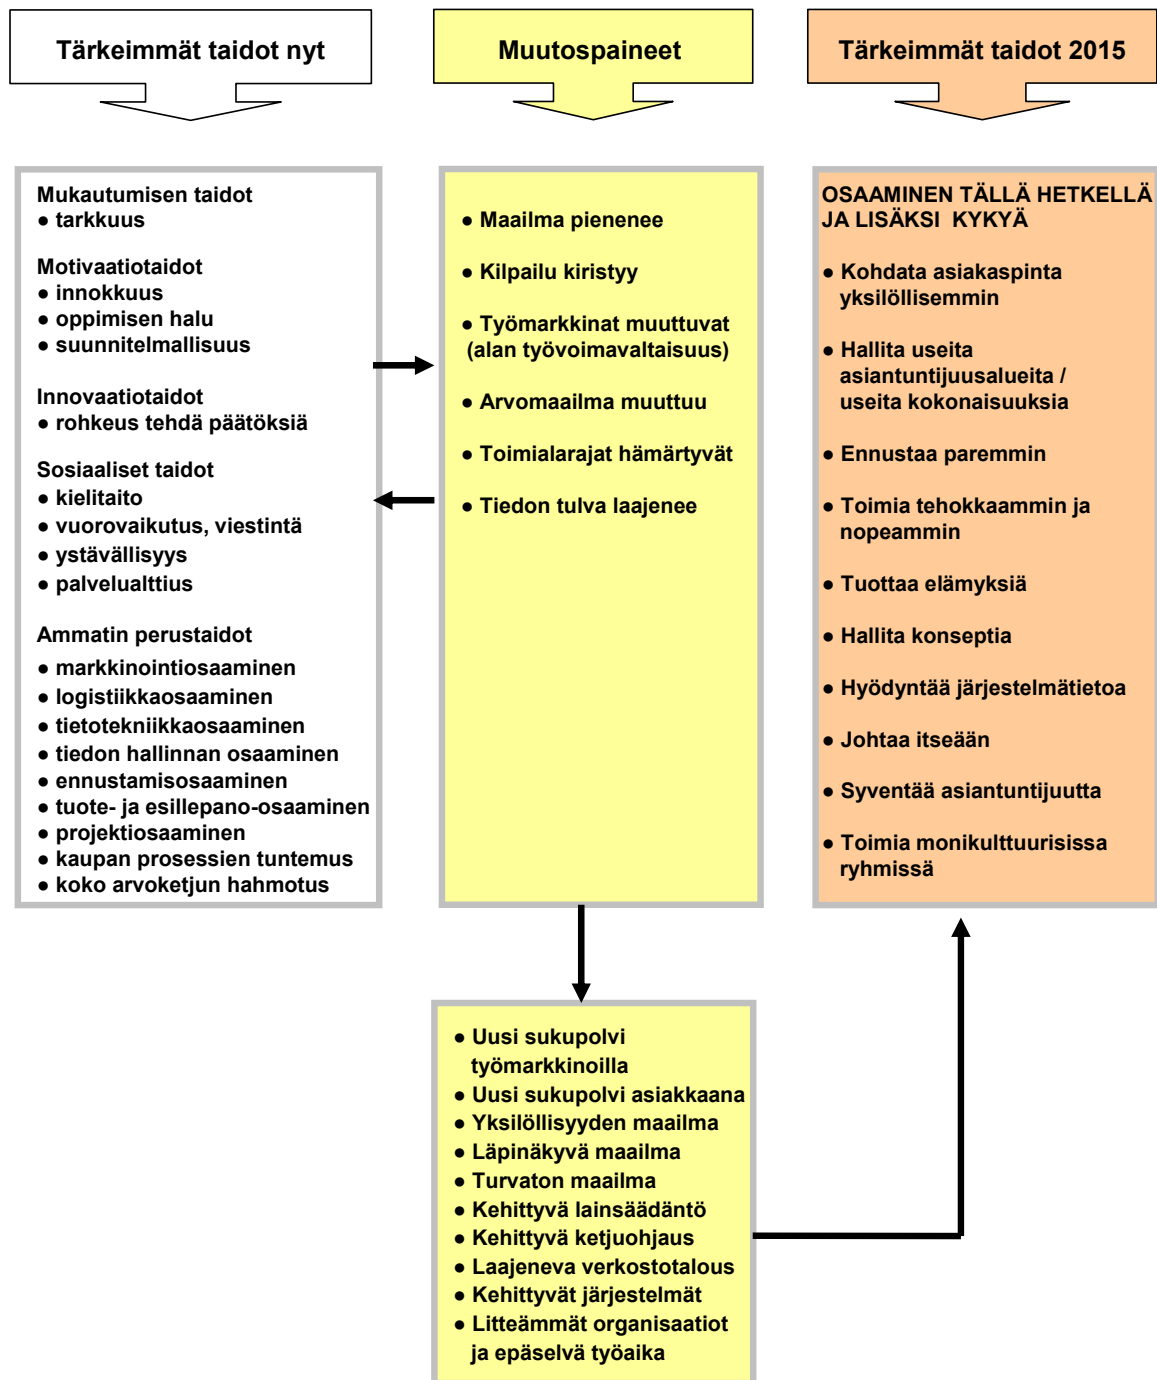 Tärkeimmät taidot nyt
Muutospaineet
Tärkeimmät taidot 2015
Mukautumisen taidot
● tarkkuus
Motivaatiotaidot
● innokkuus
● oppimisen halu
● suunnitelmallisuus
Innovaatiotaidot
● rohkeus tehdä päätöksiä
Sosiaaliset taidot
● kielitaito
● vuorovaikutus, viestintä
● ystävällisyys
● palvelualttius
Ammatin perustaidot
● markkinointiosaaminen
● logistiikkaosaaminen
● tietotekniikkaosaaminen
● tiedon hallinnan osaaminen
● ennustamisosaaminen
● tuote- ja esillepano-osaaminen
● projektiosaaminen
● kaupan prosessien tuntemus
● koko arvoketjun hahmotus
● Maailma pienenee
● Kilpailu kiristyy
● Työmarkkinat muuttuvat
(alan työvoimavaltaisuus)
● Arvomaailma muuttuu
● Toimialarajat hämärtyvät
● Tiedon tulva laajenee
● Uusi sukupolvi
työmarkkinoilla
● Uusi sukupolvi asiakkaana
● Yksilöllisyyden maailma
● Läpinäkyvä maailma
● Turvaton maailma
● Kehittyvä lainsäädäntö
● Kehittyvä ketjuohjaus
● Laajeneva verkostotalous
● Kehittyvät järjestelmät
● Litteämmät organisaatiot
ja epäselvä työaika
OSAAMINEN TÄLLÄ HETKELLÄ
JA LISÄKSI KYKYÄ
● Kohdata asiakaspinta
yksilöllisemmin
● Hallita useita
asiantuntijuusalueita /
useita kokonaisuuksia
● Ennustaa paremmin
● Toimia tehokkaammin ja
nopeammin
● Tuottaa elämyksiä
● Hallita konseptia
● Hyödyntää järjestelmätietoa
● Johtaa itseään
● Syventää asiantuntijuutta
● Toimia monikulttuurisissa
ryhmissä